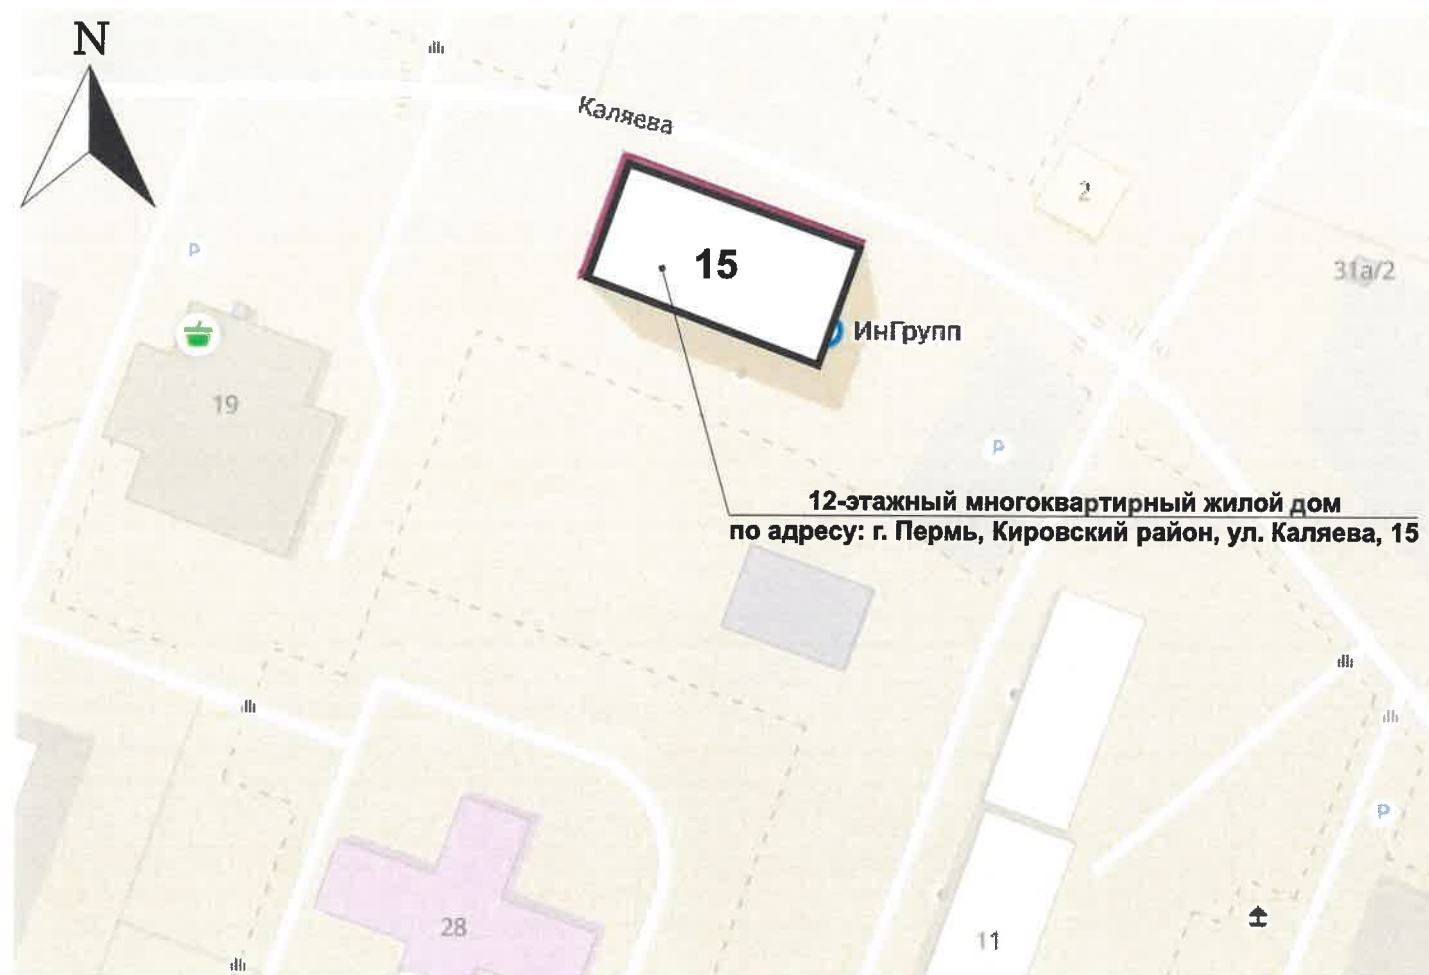 N
Каляева
2
15
31а/2
P
ИнГрупп
19
P
12-этажный многоквартирный жилой дом
по адресу: г. Пермь, Кировский район, ул. Каляева, 15
P
28
11